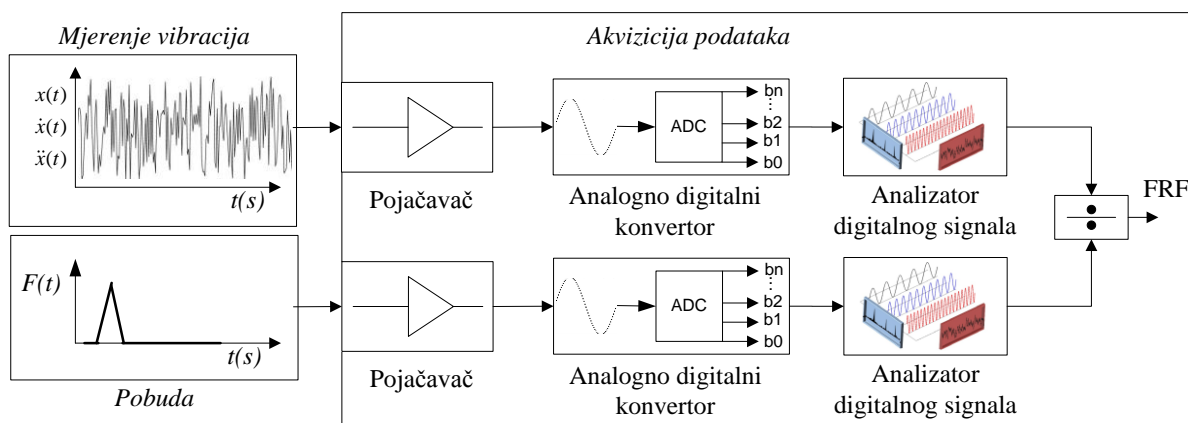 Mjerenje vibracija
x(t)
ẋ(t)
ẍ(t)
t(s)
Akvizicija podataka
Pojačavač
ADC
bn
⋮
b2
b1
b0
Analogno digitalni
konvertor
Analizator
digitalnog signala
FRF
F(t)
t(s)
Pobuda
Pojačavač
ADC
bn
⋮
b2
b1
b0
Analogno digitalni
konvertor
Analizator
digitalnog signala